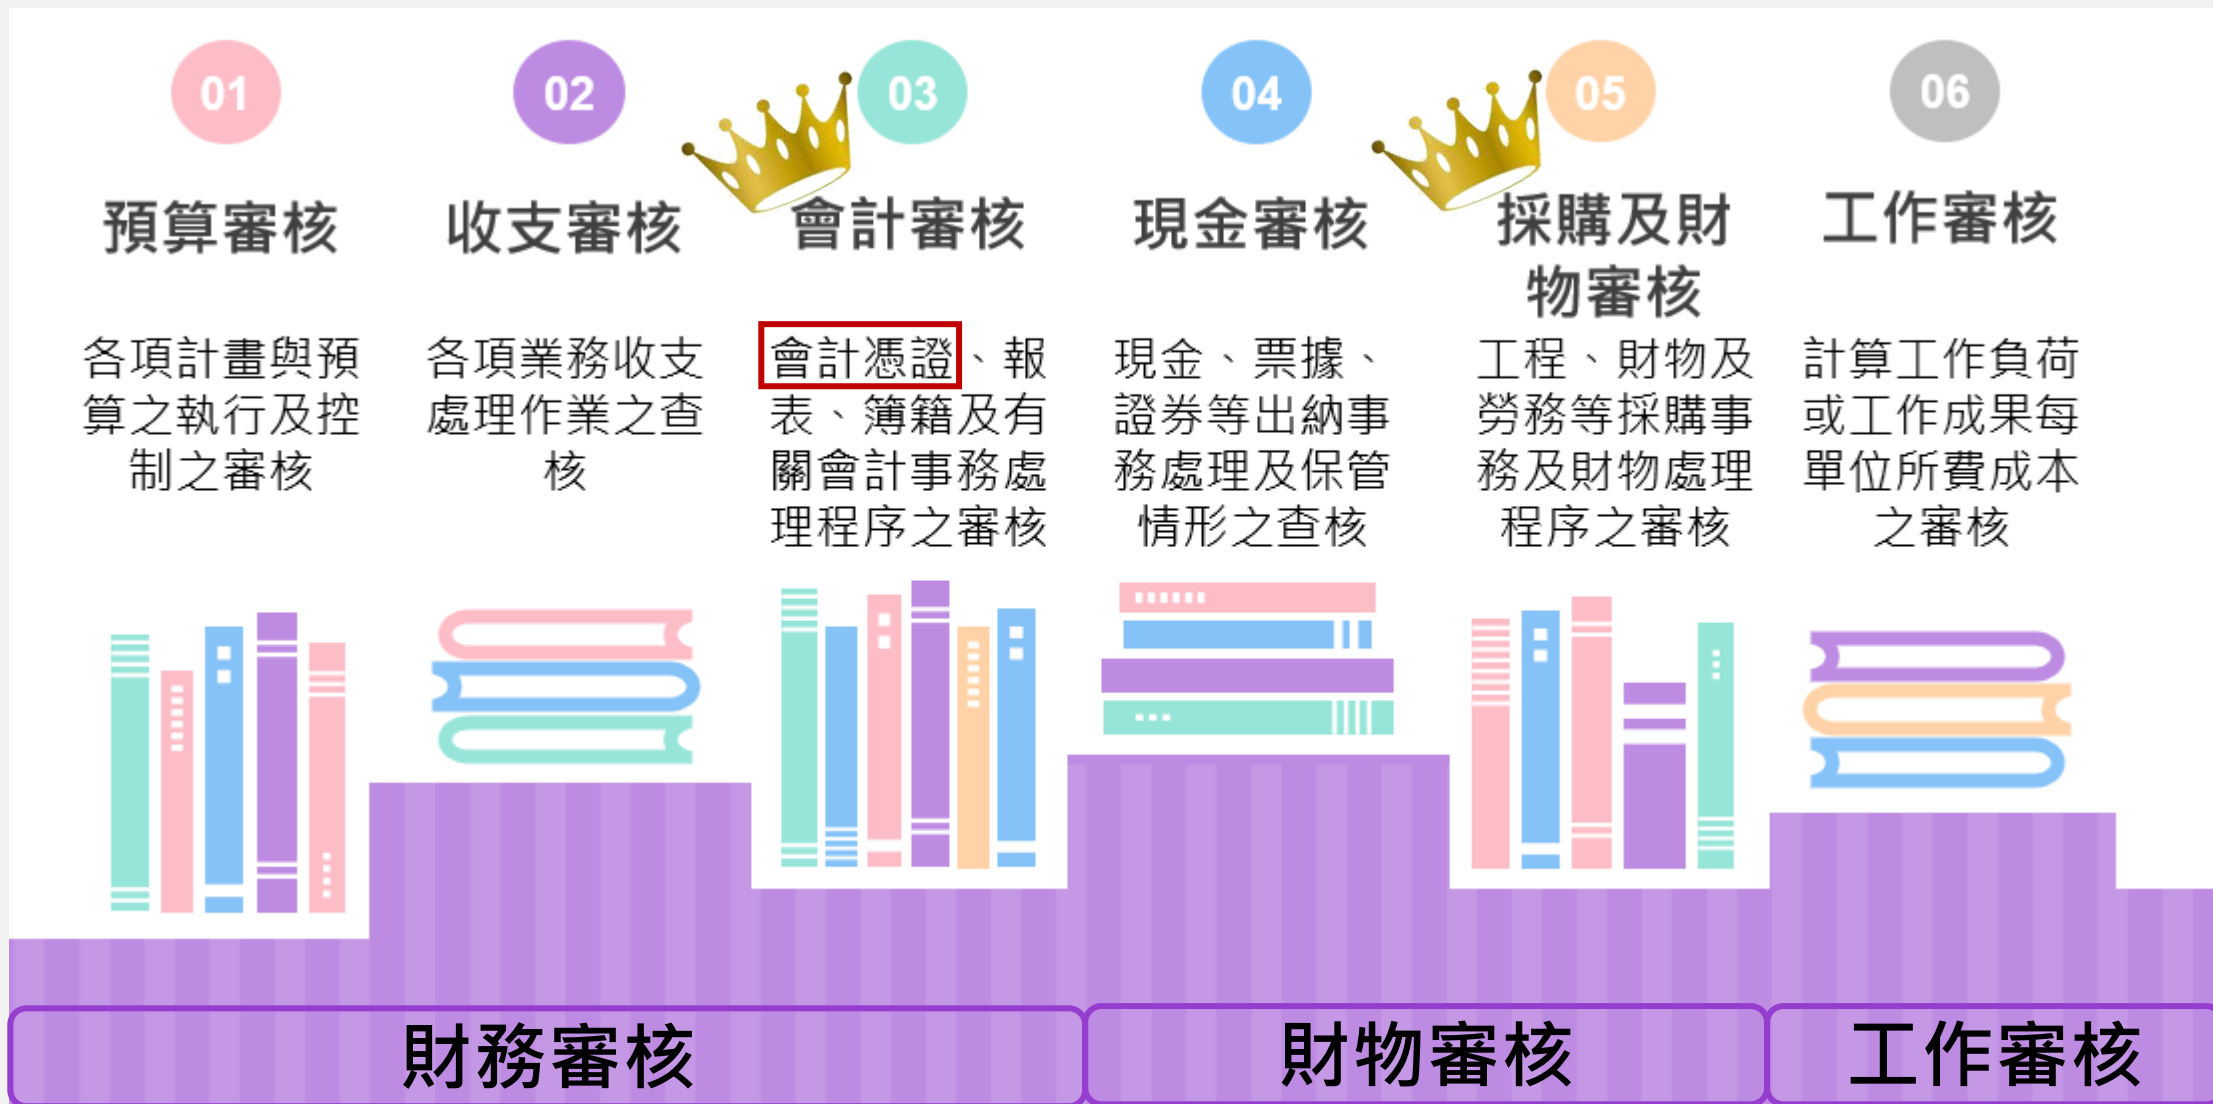 01
預算審核
各項計畫與預
算之執行及控
制之審核
02
收支審核
各項業務收支
處理作業之查
核
03
會計審核
會計憑證、報
表、簿籍及有
關會計事務處
理程序之審核
04
現金審核
現金、票據、
證券等出納事
務處理及保管
情形之查核
05
採購及財
物審核
工程、財物及
勞務等採購事
務及財物處理
程序之審核
06
工作審核
計算工作負荷
或工作成果每
單位所費成本
之審核
財務審核
財物審核
工作審核